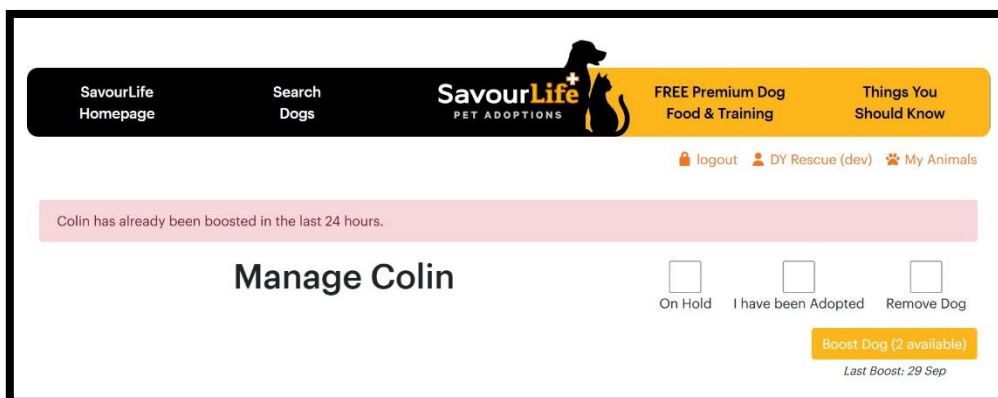 SavourLife
Homepage
Search
Dogs
SavourLife
PET ADOPTIONS
FREE Premium Dog
Food & Training
Things You
Should Know
logout DY Rescue (dev) My Animals
Colin has already been boosted in the last 24 hours.
Manage Colin
On Hold I have been Adopted Remove Dog
Boost Dog (2 available)
Last Boost: 29 Sep